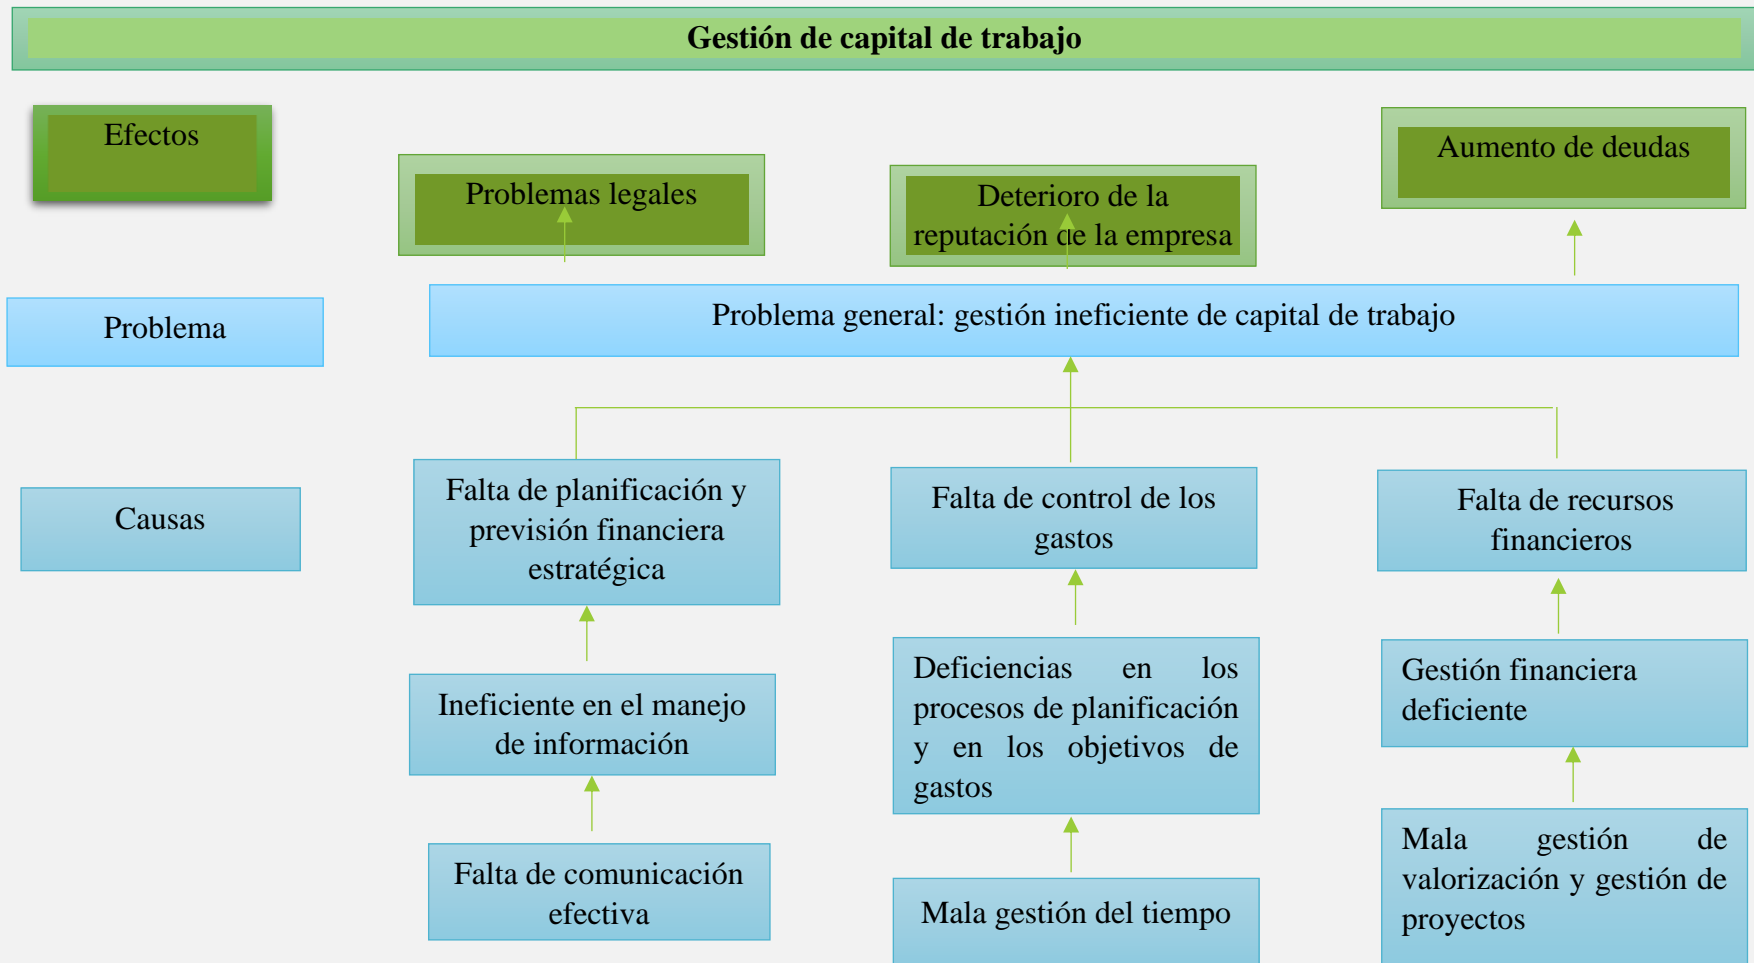 Gestión de capital de trabajo
Efectos
Problemas legales
Deterioro de la
reputación de la empresa
Aumento de deudas
Problema
Problema general: gestión ineficiente de capital de trabajo
Causas
Falta de planificación y
previsión financiera
estratégica
Falta de control de los
gastos
Falta de recursos
financieros
Ineficiente en el manejo
de información
Deficiencias en los
procesos de planificación
y en los objetivos de
gastos
Gestión financiera
deficiente
Falta de comunicación
efectiva
Mala gestión del tiempo
Mala gestión de
valorización y gestión de
proyectos